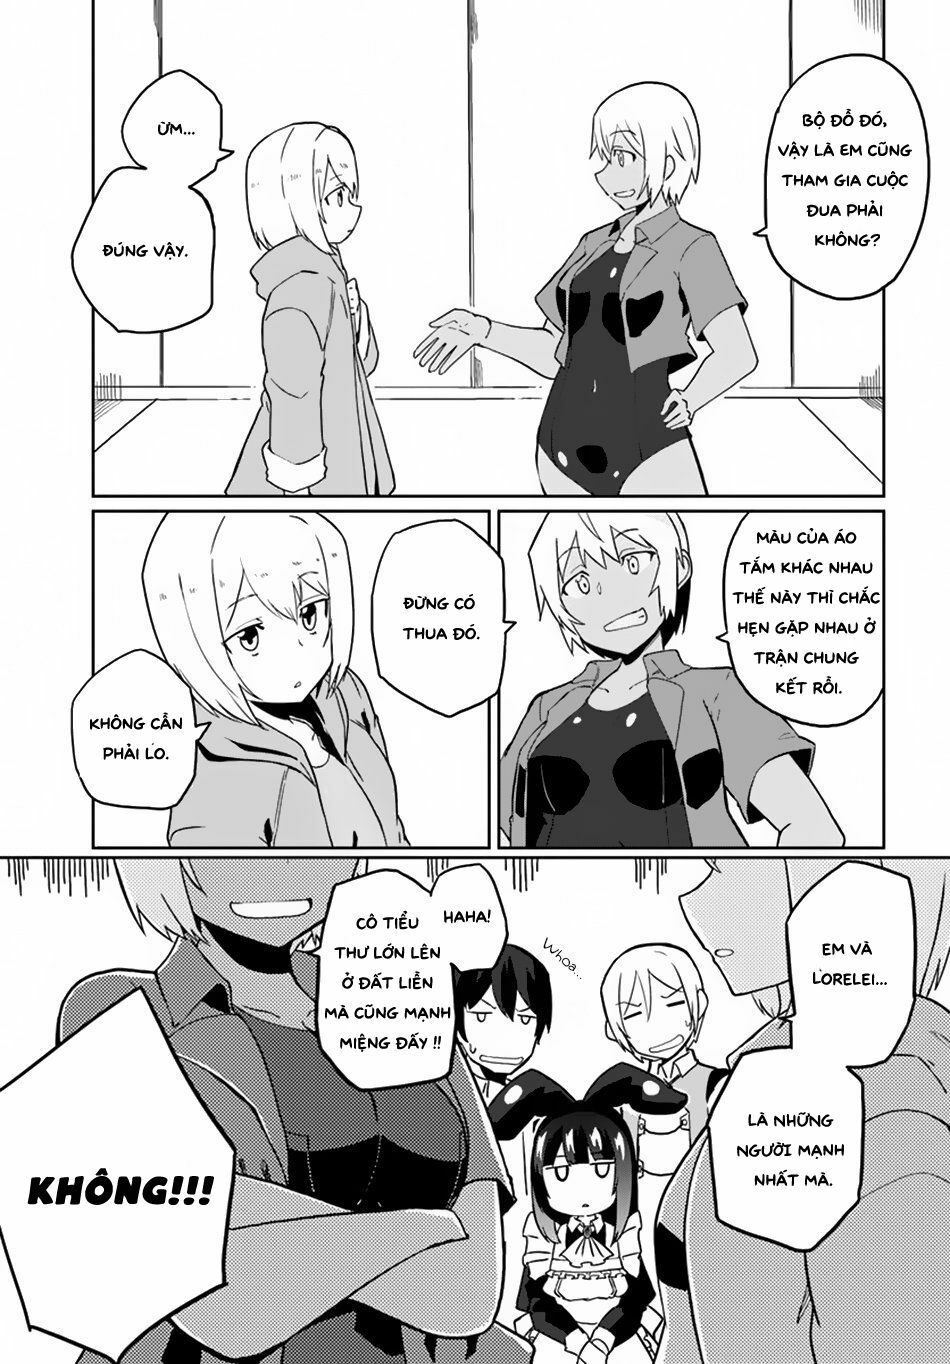 BỘ ĐỒ ĐÓ,
VẬY LÀ EM CŨNG
THAM GIA CUỘC
ĐUA PHẢI
KHÔNG?
ỪM...
ĐÚNG VẬY.
MÀU CỦA ÁO
TẮM KHÁC NHAU
THẾ NÀY THÌ CHẮC
HẸN GẶP NHAU Ở
TRẬN CHUNG
KẾT RỒI.
ĐỪNG CÓ
THUA ĐÓ.
KHÔNG CẦN
PHẢI LO.
EM VÀ
LORELEI...
LÀ NHỮNG
NGƯỜI MẠNH
NHẤT MÀ.
Whoa...
HAHA!
CÔ TIỂU
THƯ LỚN LÊN
Ở ĐẤT LIỀN
MÀ CŨNG MẠNH
MIỆNG ĐẤY !!
KHÔNG!!!